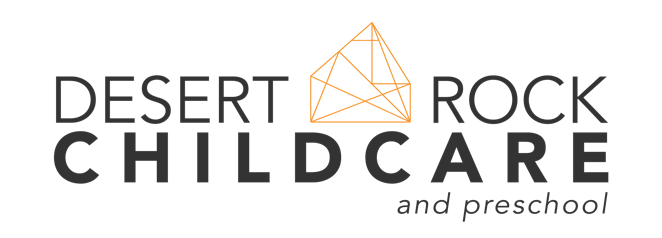 DESERT ROCK
CHILDCARE
and preschool